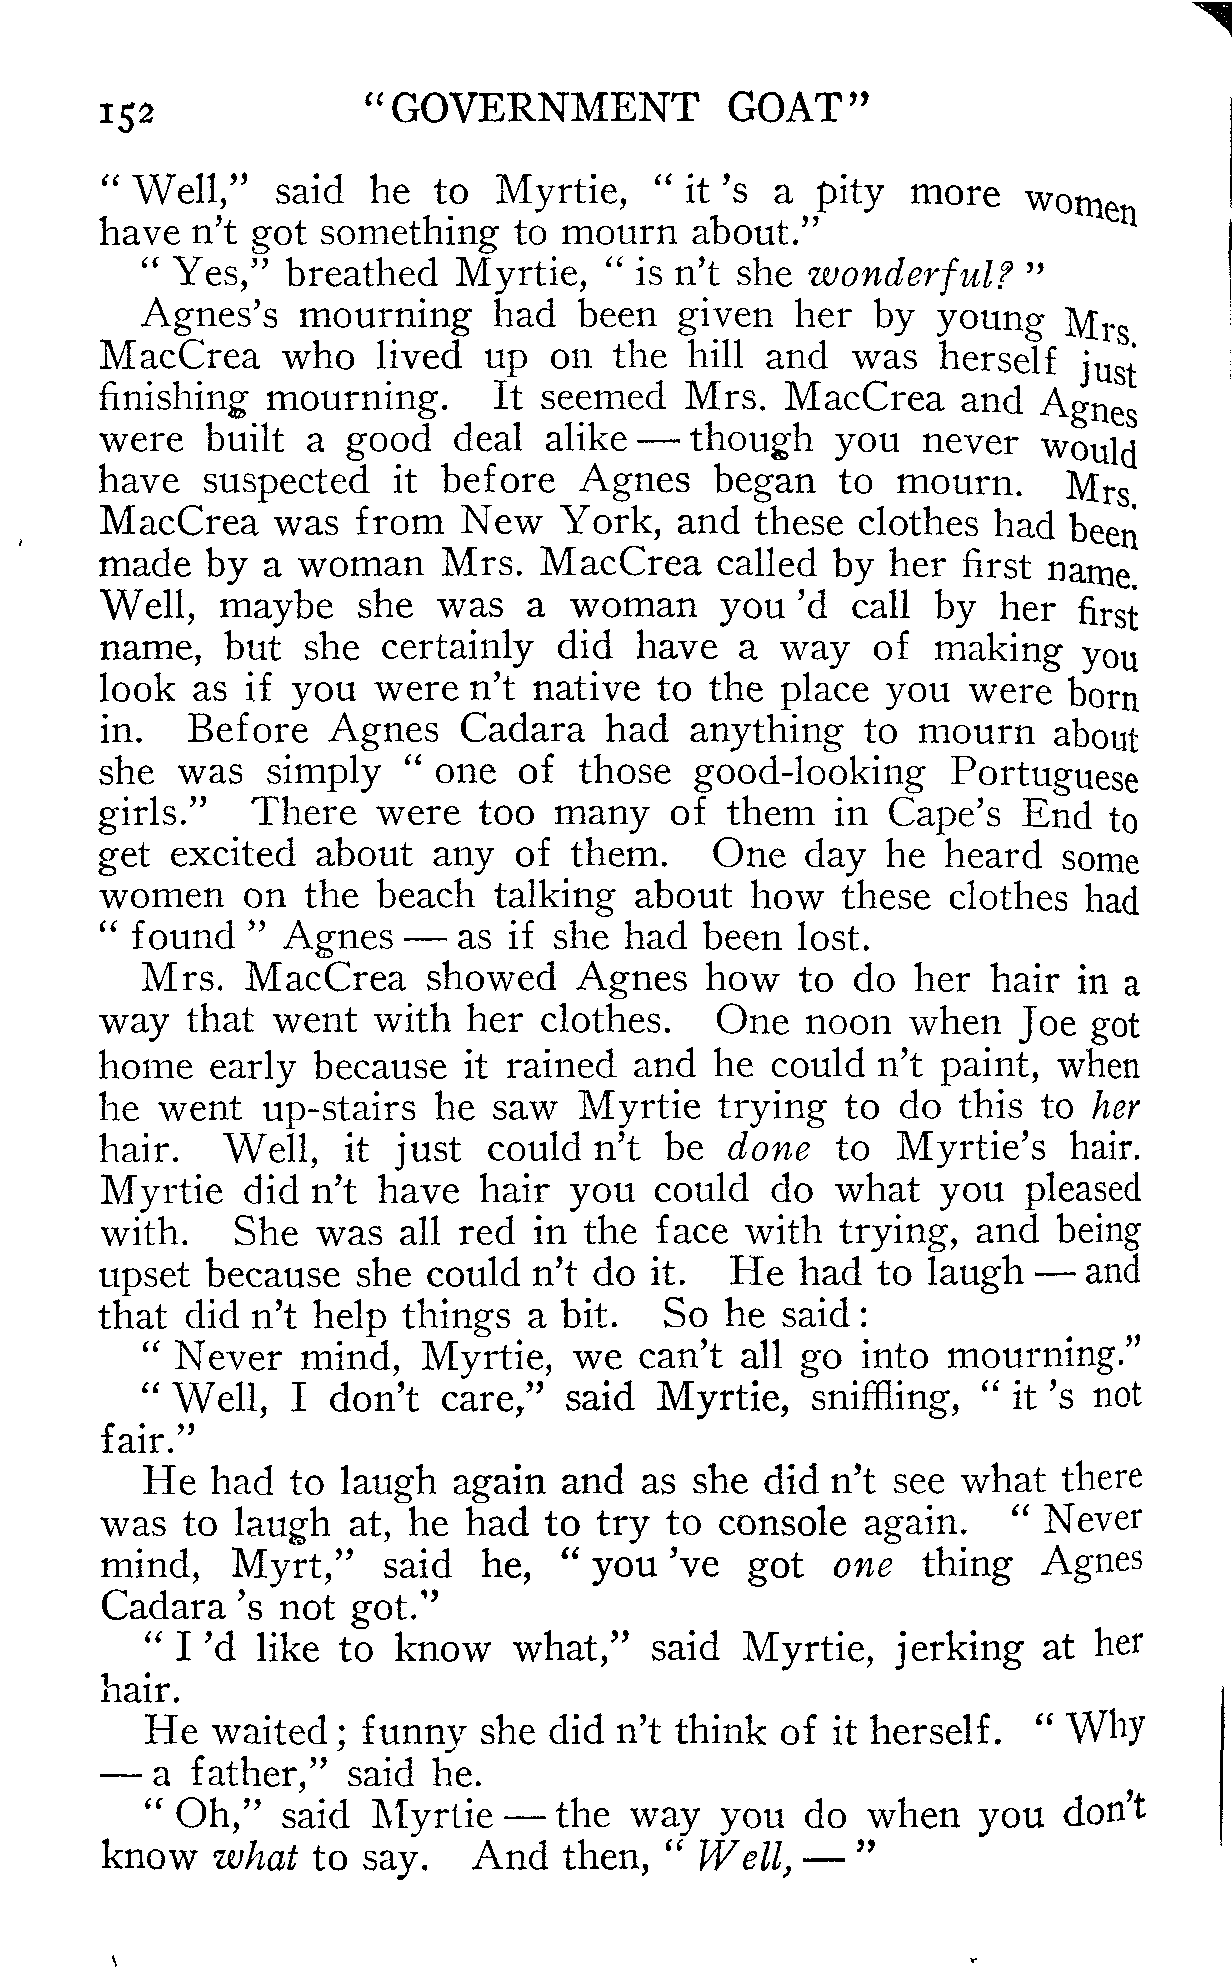 152 "GOVERNMENT GOAT"
" Well," said he to Myrtie, " it 's a pity more women
have n't got something to mourn about."
" Yes," breathed Myrtie, " is n't she wonderful? "
Agnes's mourning had been given her by young Mrs.
MacCrea who lived up on the hill and was herself just
finishing mourning. It seemed Mrs. MacCrea and Agnes
were built a good deal alike — though you never would
have suspected it before Agnes began to mourn. Mrs.
MacCrea was from New York, and these clothes had been
made by a woman Mrs. MacCrea called by her first name.
Well, maybe she was a woman you 'd call by her first
name, but she certainly did have a way of making you
look as if you were n't native to the place you were born
in. Before Agnes Cadara had anything to mourn about
she was simply " one of those good-looking Portuguese
girls." There were too many of them in Cape's End to
get excited about any of them. One day he heard some
women on the beach talking about how these clothes had
" found " Agnes — as if she had been lost.
Mrs. MacCrea showed Agnes how to do her hair in a
way that went with her clothes. One noon when Joe got
home early because it rained and he could n't paint, when
he went up-stairs he saw Myrtie trying to do this to her
hair. Well, it just could n't be done to Myrtie's hair.
Myrtie did n't have hair you could do what you pleased
with. She was all red in the face with trying, and being
upset because she could n't do it. He had to laugh — and
that did n't help things a bit. So he said :
" Never mind, Myrtie, we can't all go into mourning."
" Well, I don't care," said Myrtie, sniffling, " it 's not
fair."
He had to laugh again and as she did n't see what there
was to laugh at, he had to try to console again. " Never
mind, Myrt," said he, " you 've got one thing Agnes
Cadara 's not got."
" I 'd like to know what," said Myrtie, jerking at her
hair.
He waited ; funny she did n't think of it herself. " Why
— a father," said he.
" Oh," said Myrtie — the way you do when you don't
know what to say. And then, " Well, — "